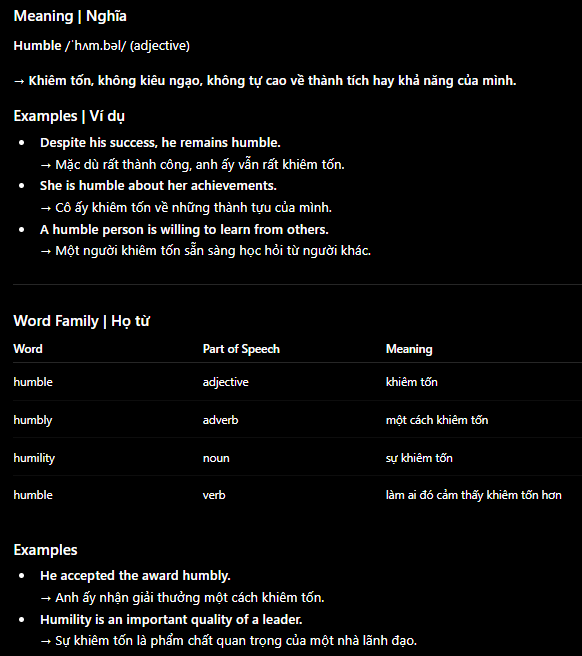 Meaning | Nghĩa
Humble /ˈhʌm.bəl/ (adjective)
→ Khiêm tốn, không kiêu ngạo, không tự cao về thành tích hay khả năng của mình.
Examples | Ví dụ
• Despite his success, he remains humble.
→ Mặc dù rất thành công, anh ấy vẫn rất khiêm tốn.
• She is humble about her achievements.
→ Cô ấy khiêm tốn về những thành tựu của mình.
• A humble person is willing to learn from others.
→ Một người khiêm tốn sẵn sàng học hỏi từ người khác.
Word Family | Họ từ
Word Part of Speech Meaning
humble adjective khiêm tốn
humbly adverb một cách khiêm tốn
humility noun sự khiêm tốn
humble verb làm ai đó cảm thấy khiêm tốn hơn
Examples
• He accepted the award humbly.
→ Anh ấy nhận giải thưởng một cách khiêm tốn.
• Humility is an important quality of a leader.
→ Sự khiêm tốn là phẩm chất quan trọng của một nhà lãnh đạo.